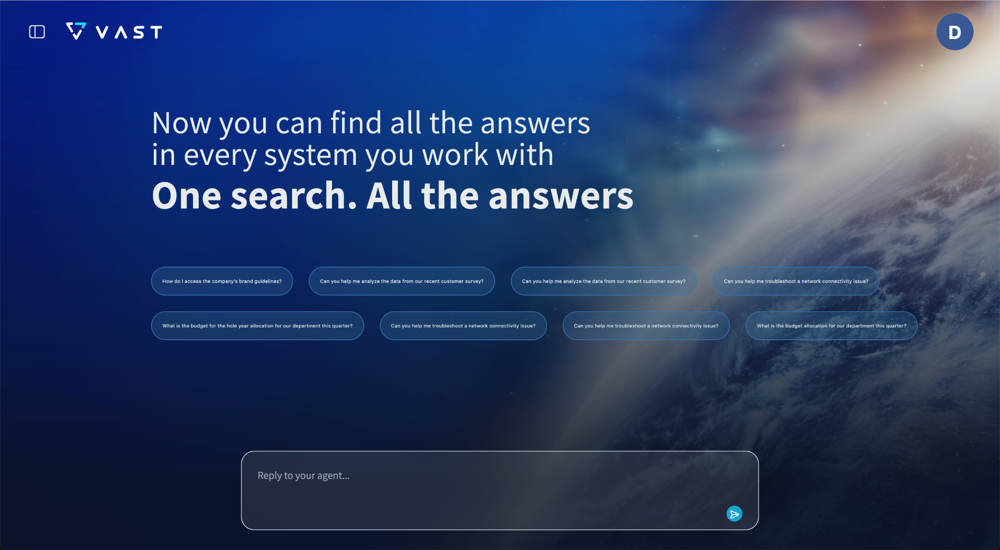 VAST
D
Now you can find all the answers
in every system you work with
One search. All the answers
How do I access the company's brand guidelines?
Can you help me analyze the data from our recent customer survey?
Can you help me analyze the data from our recent customer survey?
Can you help me troubleshoot a network connectivity issue?
What is the budget for the hole year allocation for our department this quarter?
Can you help me troubleshoot a network connectivity issue?
Can you help me troubleshoot a network connectivity issue?
What is the budget allocation for our department this quarter?
Reply to your agent...